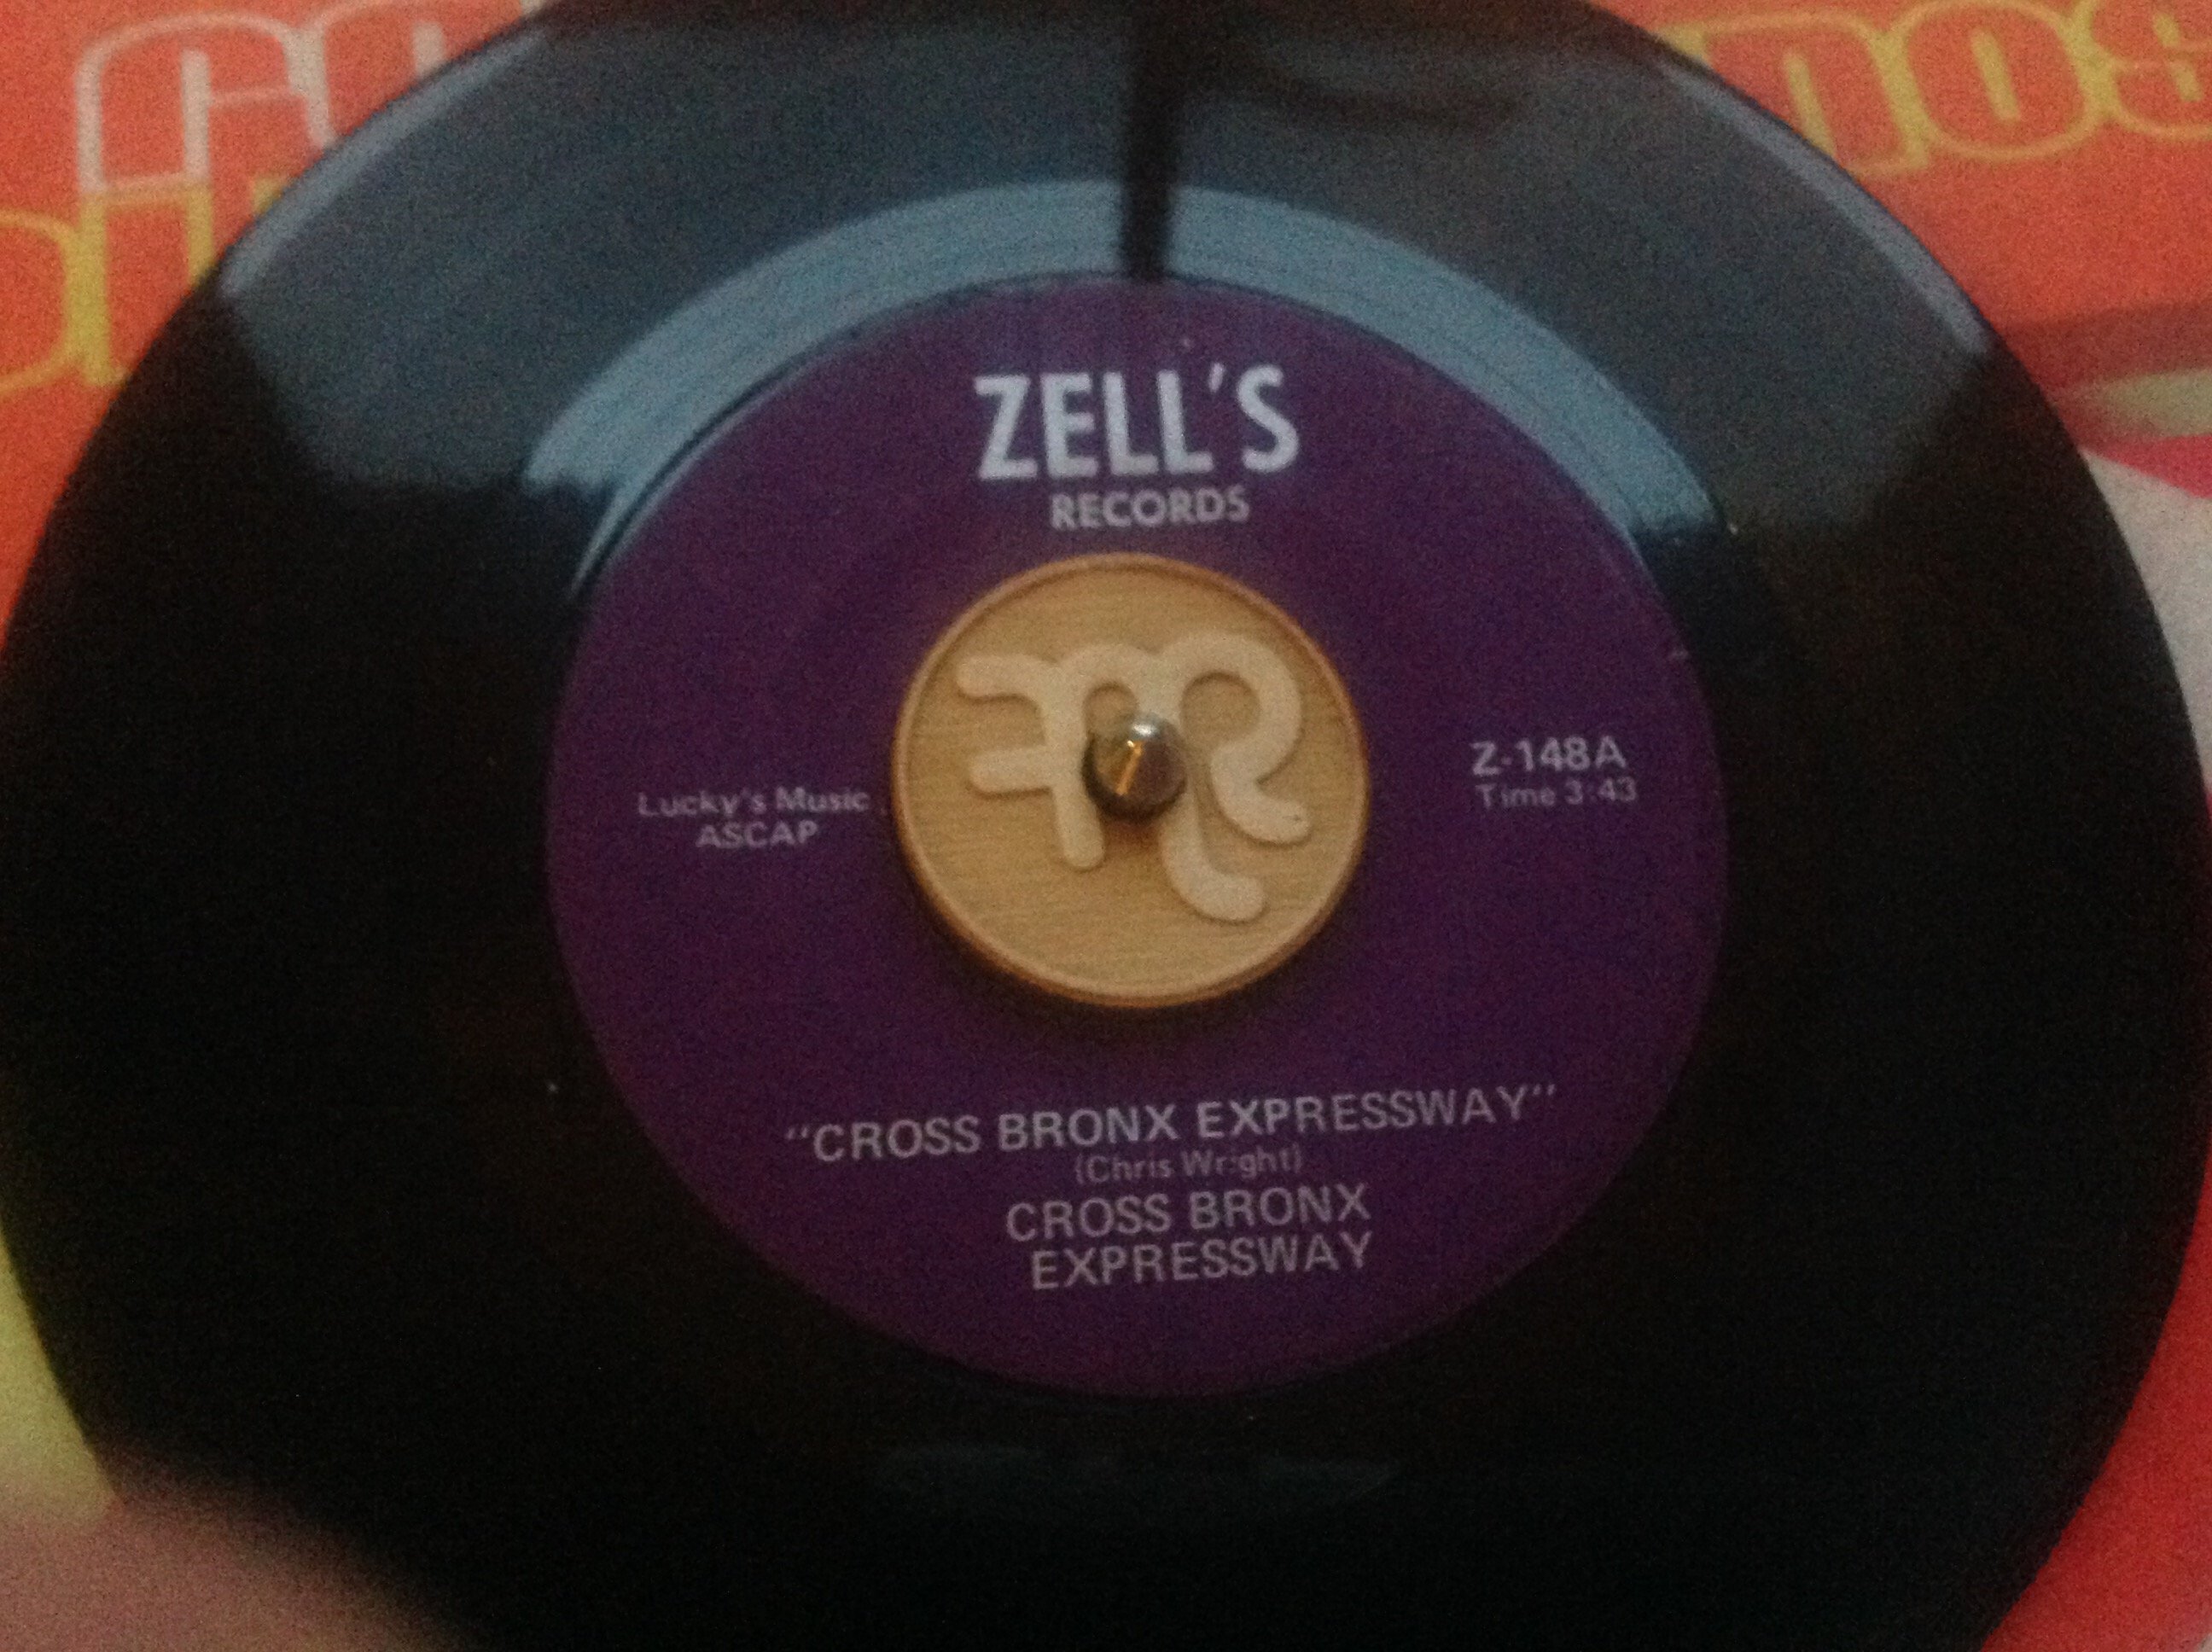 ZELL'S
RECORDS
Lucky's Music
ASCAP
Z-148A
Time 3:43
"CROSS BRONX EXPRESSWAY"
(Chris Wright)
CROSS BRONX
EXPRESSWAY